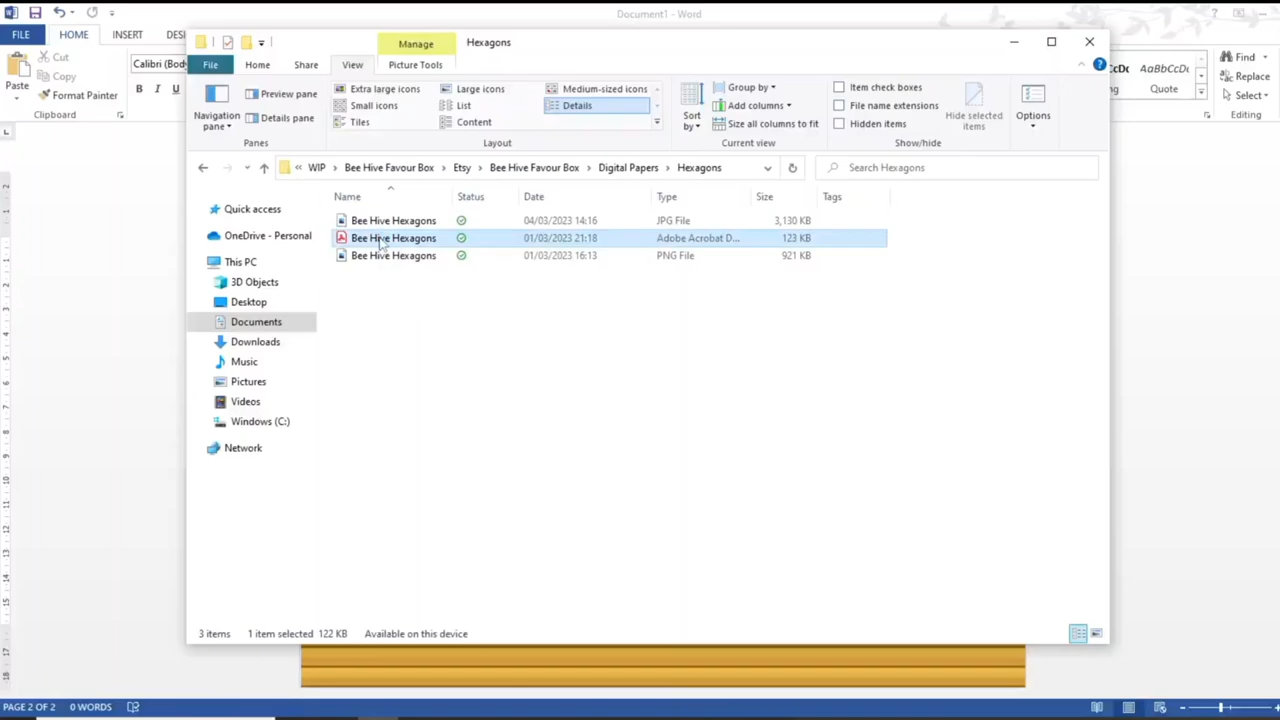 Document1 - Word
FILE HOME INSERT
Paste
Cut
Copy
Format Painter
Clipboard
B I U
Manage
Hexagons
File Home Share View Picture Tools
Navigation pane
Preview pane
Details pane
Panes
Extra large icons Large icons Medium-sized icons
Small icons List Details
Tiles Content
Layout
Sort by
Group by
Add columns
Size all columns to fit
Current view
Item check boxes
File name extensions
Hidden items
Hide selected items
Show/hide
Options
AaBbCcDc
Quote
Find
Replace
Select
Editing
« WIP > Bee Hive Favour Box > Etsy > Bee Hive Favour Box > Digital Papers > Hexagons
Search Hexagons
Name Status Date Type Size Tags
Bee Hive Hexagons 04/03/2023 14:16 JPG File 3,130 KB
Bee Hive Hexagons 01/03/2023 21:18 Adobe Acrobat D... 123 KB
Bee Hive Hexagons 01/03/2023 16:13 PNG File 921 KB
Quick access
OneDrive - Personal
This PC
3D Objects
Desktop
Documents
Downloads
Music
Pictures
Videos
Windows (C:)
Network
3 items 1 item selected 122 KB Available on this device
PAGE 2 OF 2 0 WORDS